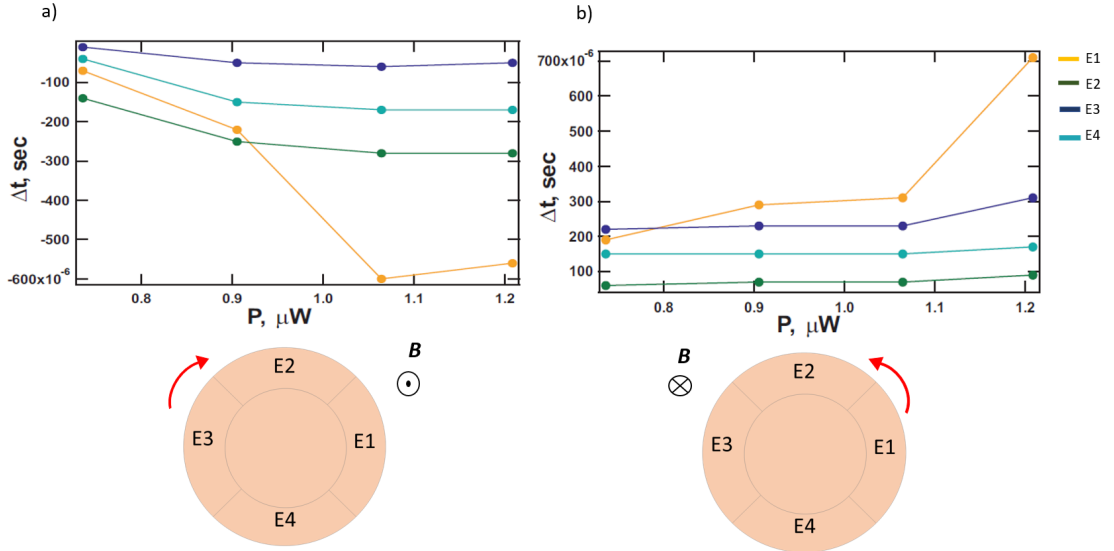 a)
-100
-200
-300
-400
-500
-600x10-6
Δt, sec
0.8 0.9 1.0 1.1 1.2
P, μW
b)
700x10-6
600
500
400
300
200
100
Δt, sec
0.8 0.9 1.0 1.1 1.2
P, μW
E1
E2
E3
E4
E2
E3
E1
E4
B
B
E2
E3
E1
E4